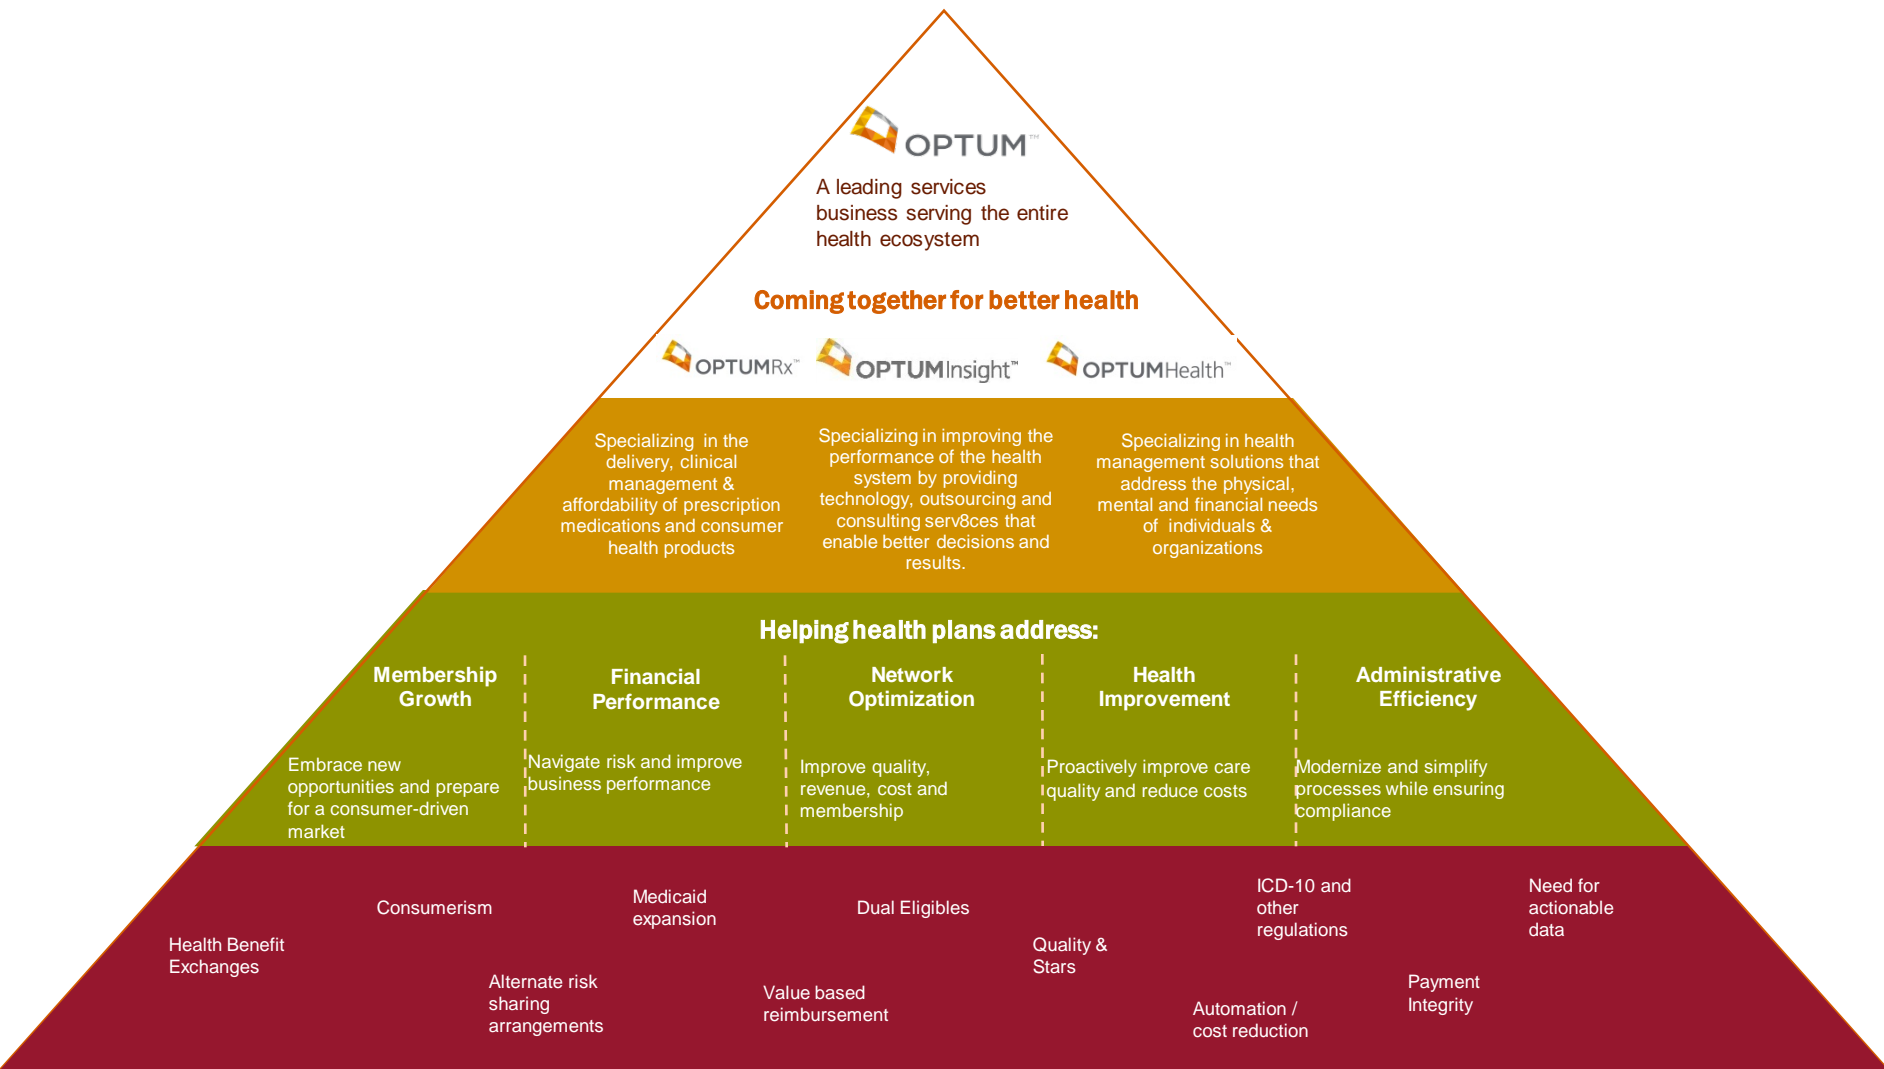 OPTUM™
A leading services
business serving the entire
health ecosystem
Coming together for better health
OPTUMRx™
OPTUMInsight™
OPTUMHealth™
Specializing in the
delivery, clinical
management &
affordability of prescription
medications and consumer
health products
Specializing in improving the
performance of the health
system by providing
technology, outsourcing and
consulting serv8ces that
enable better decisions and
results.
Specializing in health
management solutions that
address the physical,
mental and financial needs
of individuals &
organizations
Helping health plans address:
Membership
Growth
Embrace new
opportunities and prepare
for a consumer-driven
market
Financial
Performance
Navigate risk and improve
business performance
Network
Optimization
Improve quality,
revenue, cost and
membership
Health
Improvement
Proactively improve care
quality and reduce costs
Administrative
Efficiency
Modernize and simplify
processes while ensuring
compliance
Health Benefit
Exchanges
Consumerism
Alternate risk
sharing
arrangements
Medicaid
expansion
Value based
reimbursement
Dual Eligibles
Quality &
Stars
Automation /
cost reduction
ICD-10 and
other
regulations
Payment
Integrity
Need for
actionable
data